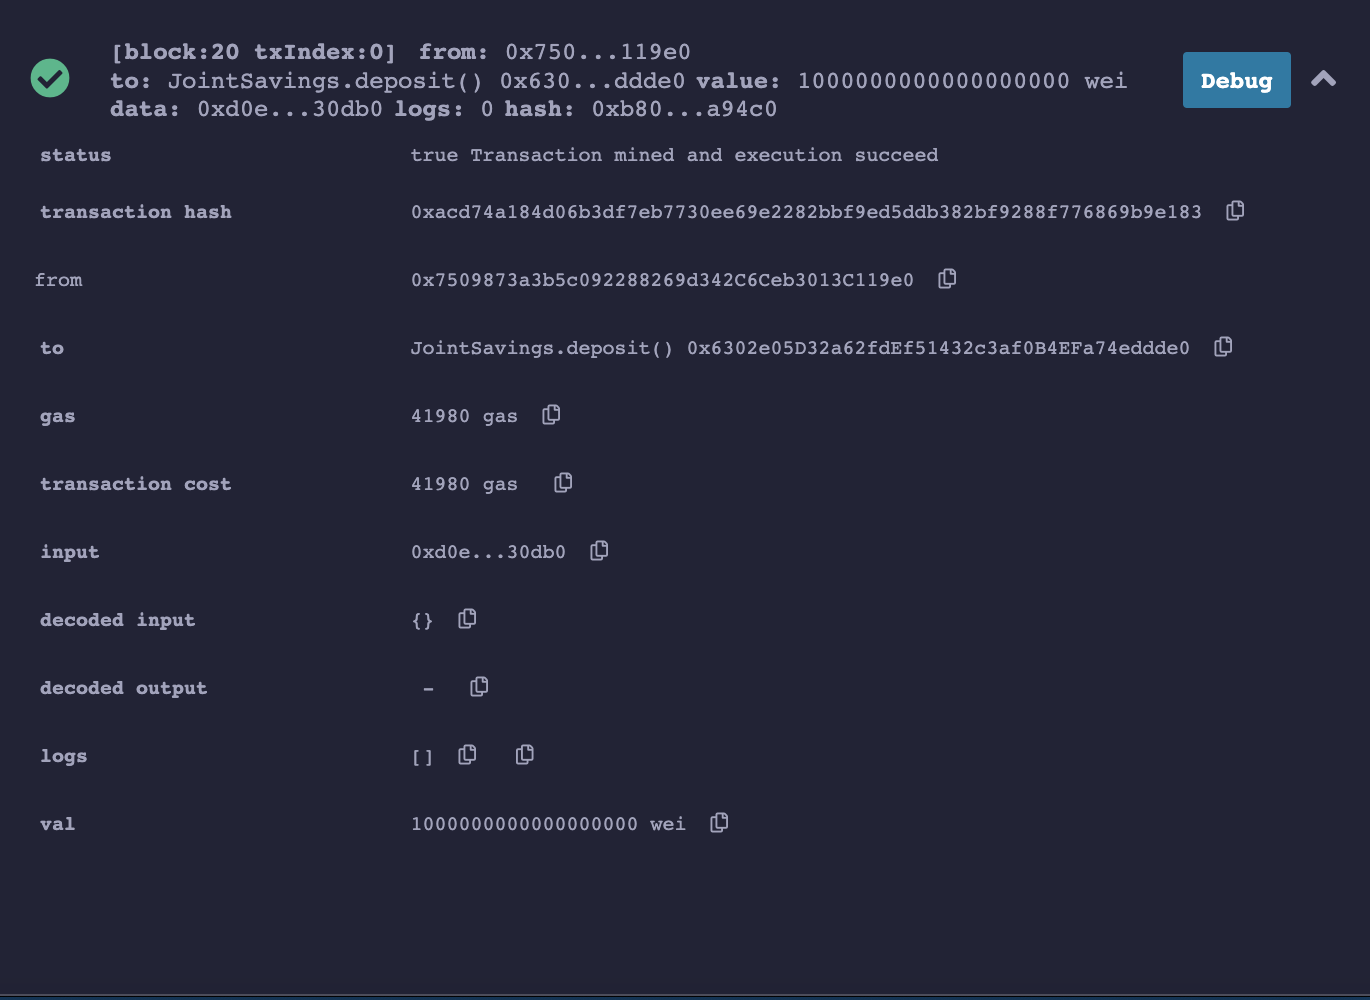 [block:20 txIndex:0] from: 0x750...119e0
to: JointSavings.deposit() 0x630...ddde0 value: 1000000000000000000 wei
data: 0xd0e...30db0 logs: 0 hash: 0xb80...a94c0
Debug
status true Transaction mined and execution succeed
transaction hash 0xacd74a184d06b3df7eb7730ee69e2282bbf9ed5ddb382bf9288f776869b9e183
from 0x7509873a3b5c092288269d342C6Ceb3013C119e0
to JointSavings.deposit() 0x6302e05D32a62fdEf51432c3af0B4EFa74eddde0
gas 41980 gas
transaction cost 41980 gas
input 0xd0e...30db0
decoded input {}
decoded output -
logs []
val 1000000000000000000 wei